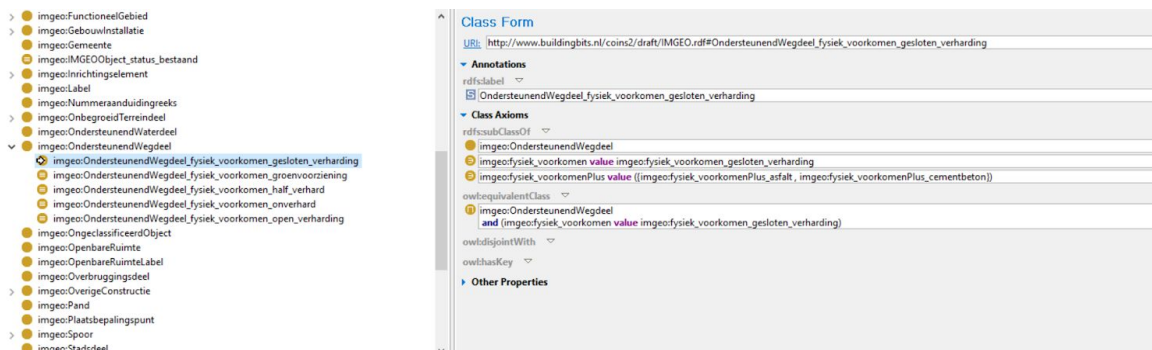 imgeo:FunctioneelGebied
imgeo:GebouwInstallatie
imgeo:Gemeente
imgeo:IMGEOObject_status_bestaand
imgeo:Inrichtingselement
imgeo:Label
imgeo:Nummeraanduidingreeks
imgeo:OnbegroeidTerreindeel
imgeo:OndersteunendWaterdeel
imgeo:OndersteunendWegdeel
imgeo:OndersteunendWegdeel_fysiek_voorkomen_gesloten_verharding
imgeo:OndersteunendWegdeel_fysiek_voorkomen_groenvoorziening
imgeo:OndersteunendWegdeel_fysiek_voorkomen_half_verhard
imgeo:OndersteunendWegdeel_fysiek_voorkomen_onverhard
imgeo:OndersteunendWegdeel_fysiek_voorkomen_open_verharding
imgeo:OngeclassificeerdObject
imgeo:OpenbareRuimte
imgeo:OpenbareRuimteLabel
imgeo:Overbruggingsdeel
imgeo:OverigeConstructie
imgeo:Pand
imgeo:Plaatsbepalingspunt
imgeo:Spoor
imgeo:Stadsdeel
Class Form
URI: http://www.buildingbits.nl/coins2/draft/IMGEO.rdf#OndersteunendWegdeel_fysiek_voorkomen_gesloten_verharding
Annotations
rdfs:label
OndersteunendWegdeel_fysiek_voorkomen_gesloten_verharding
Class Axioms
rdfs:subClassOf
imgeo:OndersteunendWegdeel
imgeo:fysiek_voorkomen value imgeo:fysiek_voorkomen_gesloten_verharding
imgeo:fysiek_voorkomenPlus value ({imgeo:fysiek_voorkomenPlus_asfalt , imgeo:fysiek_voorkomenPlus_cementbeton})
owl:equivalentClass
imgeo:OndersteunendWegdeel
and (imgeo:fysiek_voorkomen value imgeo:fysiek_voorkomen_gesloten_verharding)
owl:disjointWith
owl:hasKey
Other Properties